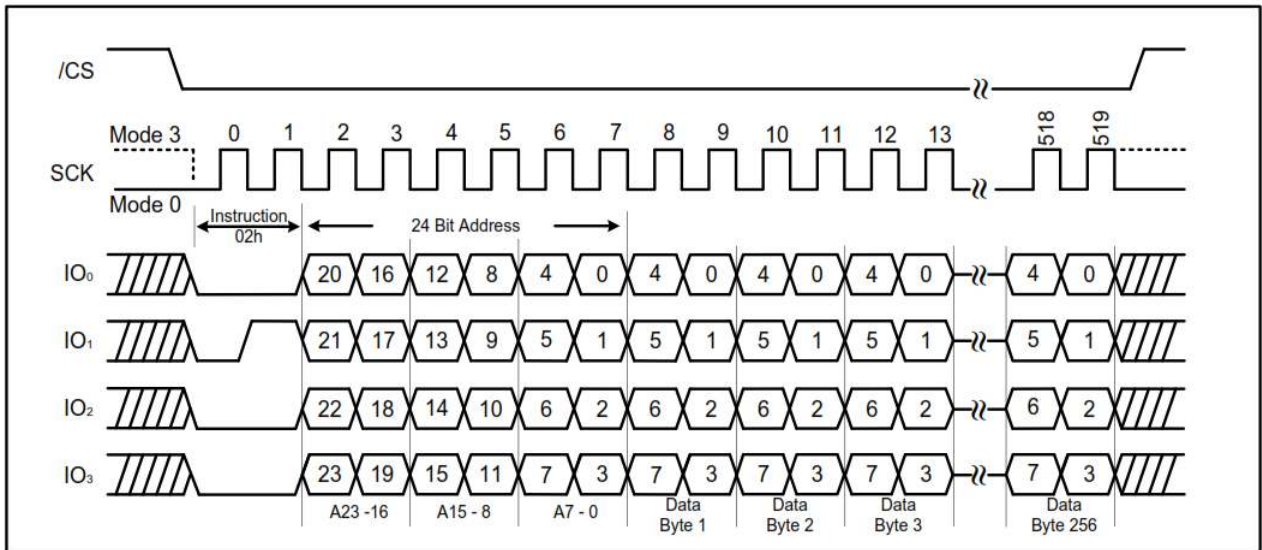 /CS
Mode 3 0 1 2 3 4 5 6 7 8 9 10 11 12 13 518 519
SCK
Mode 0
Instruction
02h
24 Bit Address
IO₀ 20 16 12 8 4 0 4 0 4 0 4 0 4 0
IO₁ 21 17 13 9 5 1 5 1 5 1 5 1 5 1
IO₂ 22 18 14 10 6 2 6 2 6 2 6 2 6 2
IO₃ 23 19 15 11 7 3 7 3 7 3 7 3 7 3
A23 -16 A15 - 8 A7 - 0 Data Byte 1 Data Byte 2 Data Byte 3 Data Byte 256